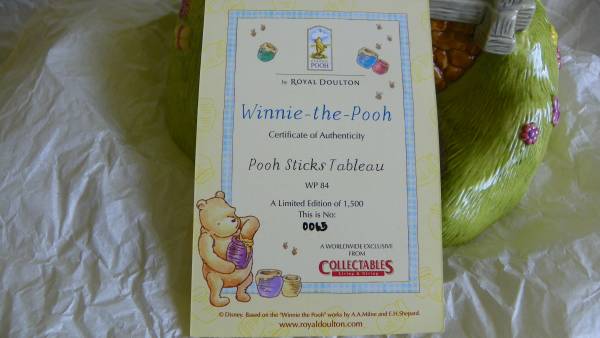 POOH
by ROYAL DOULTON
Winnie-the-Pooh
Certificate of Authenticity
Pooh Sticks Tableau
WP 84
A Limited Edition of 1,500
This is No:
0065
A WORLDWIDE EXCLUSIVE
FROM
COLLECTABLES
© Disney. Based on the "Winnie the Pooh" works by A.A.Milne and E.H.Shepard.
www.royaldoulton.com